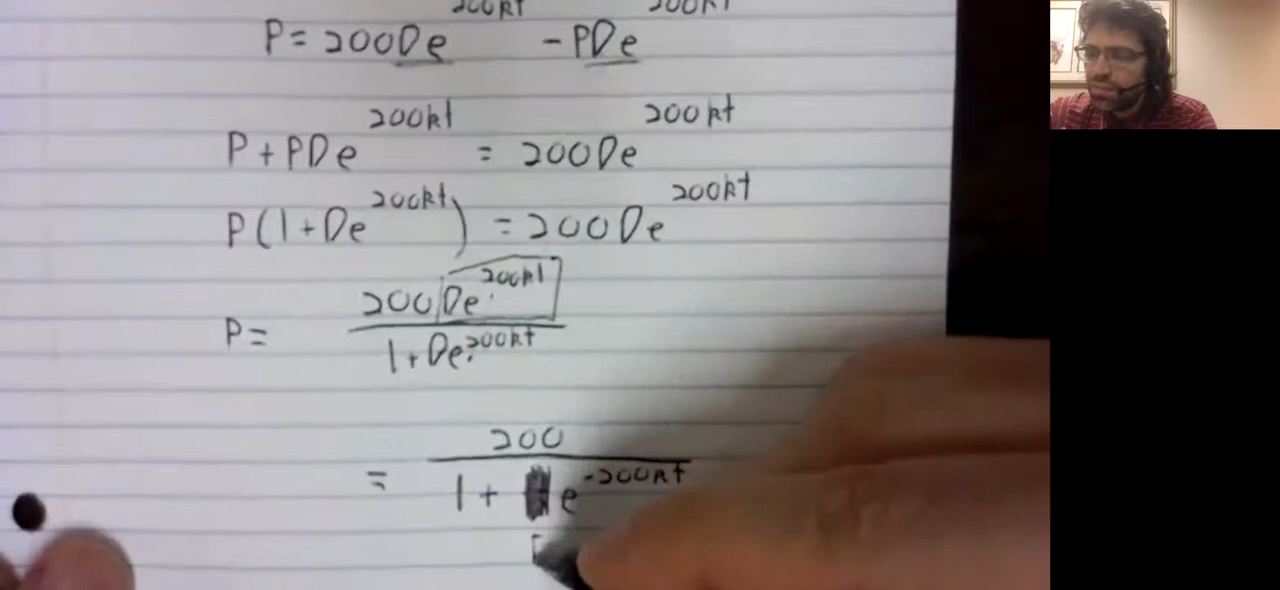 200kt 200kt
P = 200De - PDe
P + PDe^200kt = 200De^200kt
P(1 + De^200kt) = 200De^200kt
P = 200De^200kt / 1 + De^200kt
= 200 / 1 + e^-200kt